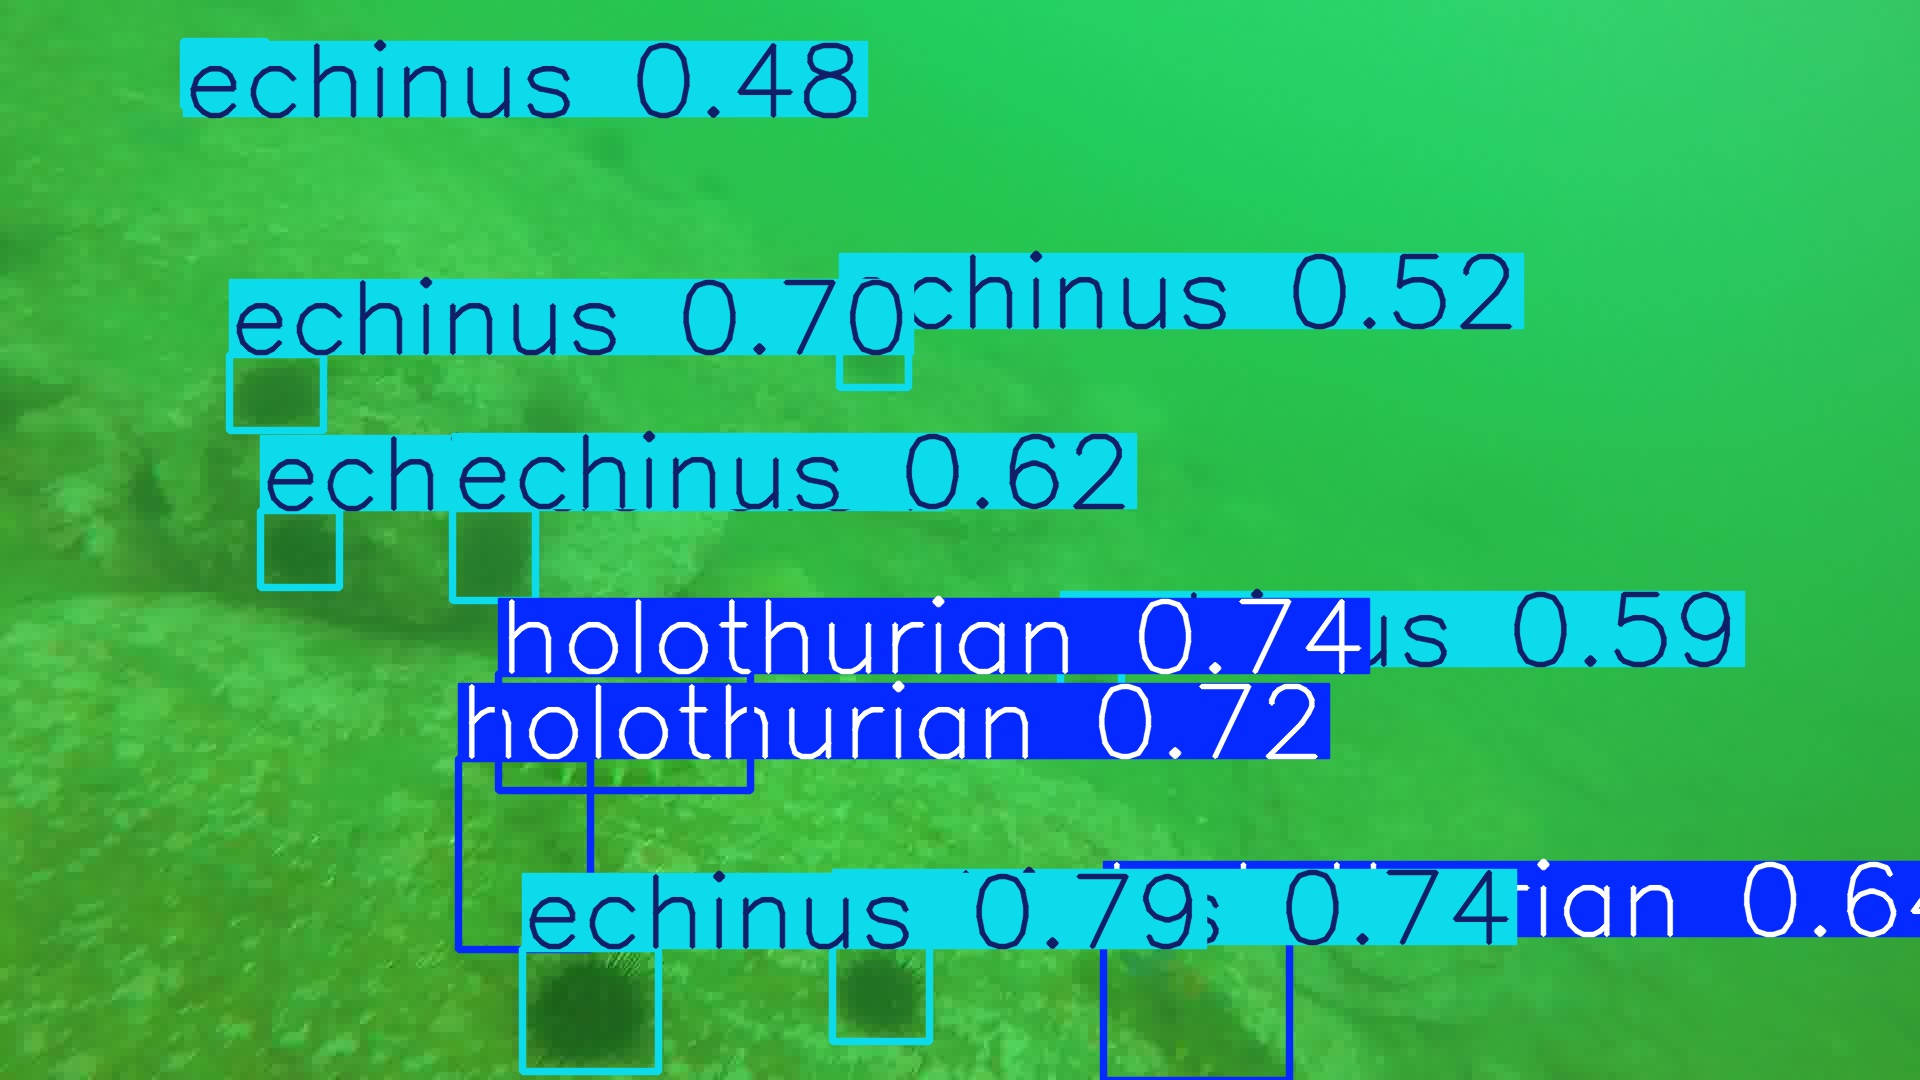 echinus 0.48
chinus 0.52
echinus 0.70
ech
echinus 0.62
us 0.59
holothurian 0.74
holothurian 0.72
ian 0.64
echinus 0.79
s 0.74